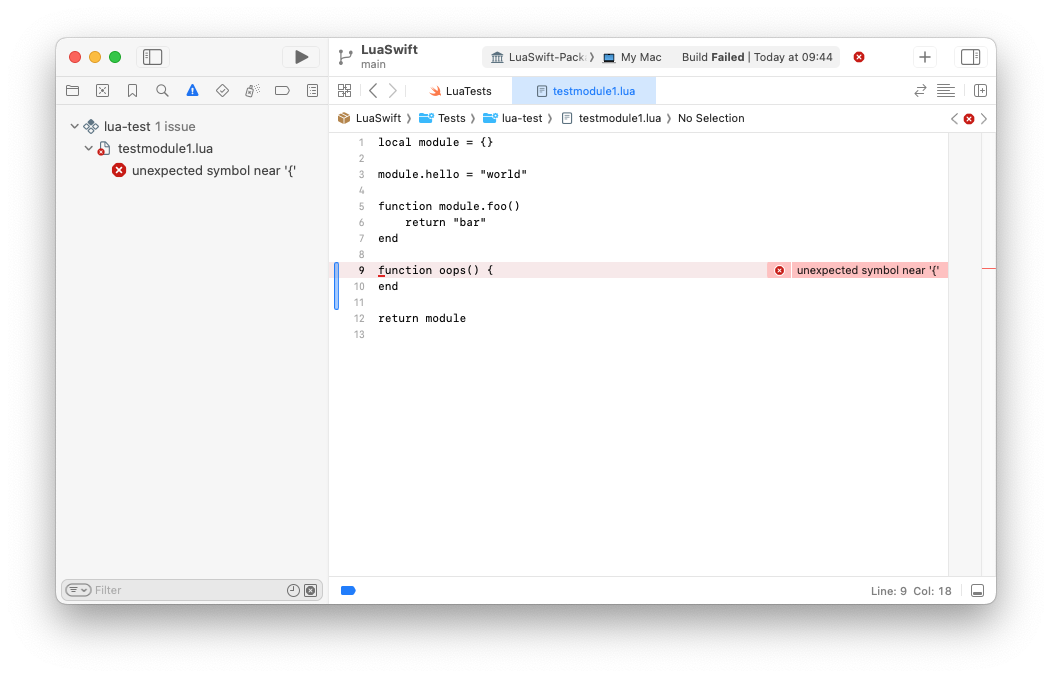 LuaSwift
main
LuaSwift-Pack
My Mac
Build Failed | Today at 09:44
LuaTests
testmodule1.lua
lua-test 1 issue
testmodule1.lua
unexpected symbol near '{'
LuaSwift
Tests
lua-test
testmodule1.lua
No Selection
1 local module = {}
2
3 module.hello = "world"
4
5 function module.foo()
6     return "bar"
7 end
8
9 function oops() {
unexpected symbol near '{'
10 end
11
12 return module
13
Filter
Line: 9 Col: 18